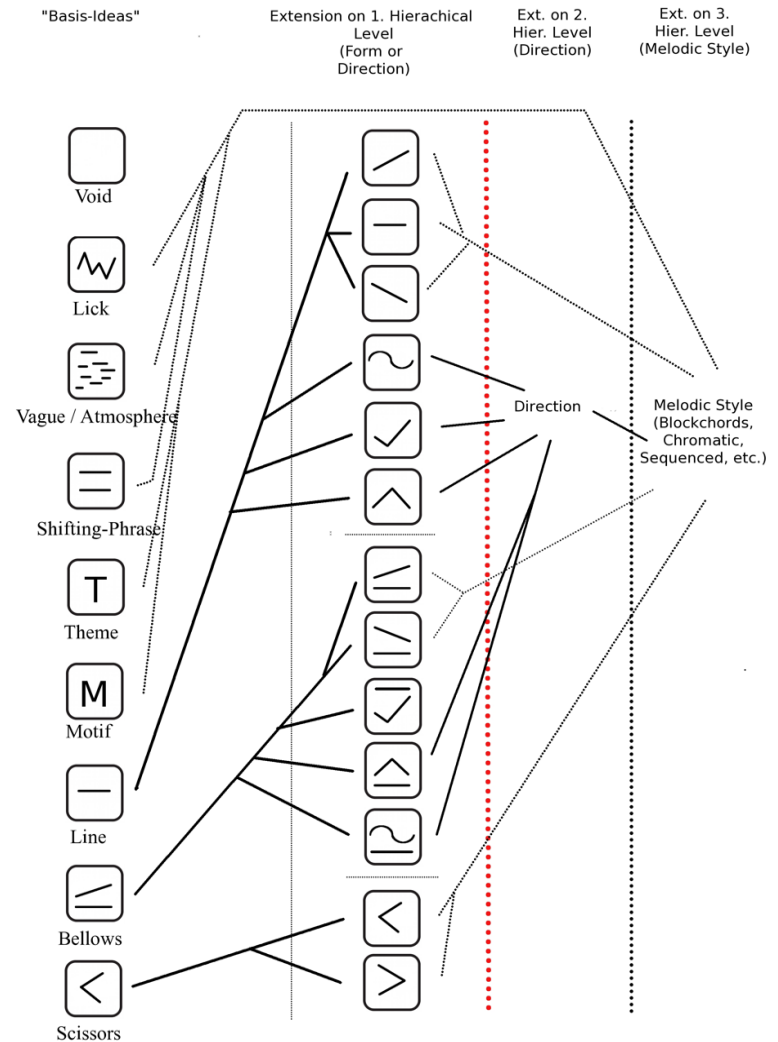 "Basis-Ideas"
Extension on 1. Hierachical
Level
(Form or
Direction)
Ext. on 2.
Hier. Level
(Direction)
Ext. on 3.
Hier. Level
(Melodic Style)
Void
Lick
Vague / Atmosphere
Shifting-Phrase
T
Theme
M
Motif
Line
Bellows
Scissors
Direction
Melodic Style
(Blockchords,
Chromatic,
Sequenced, etc.)